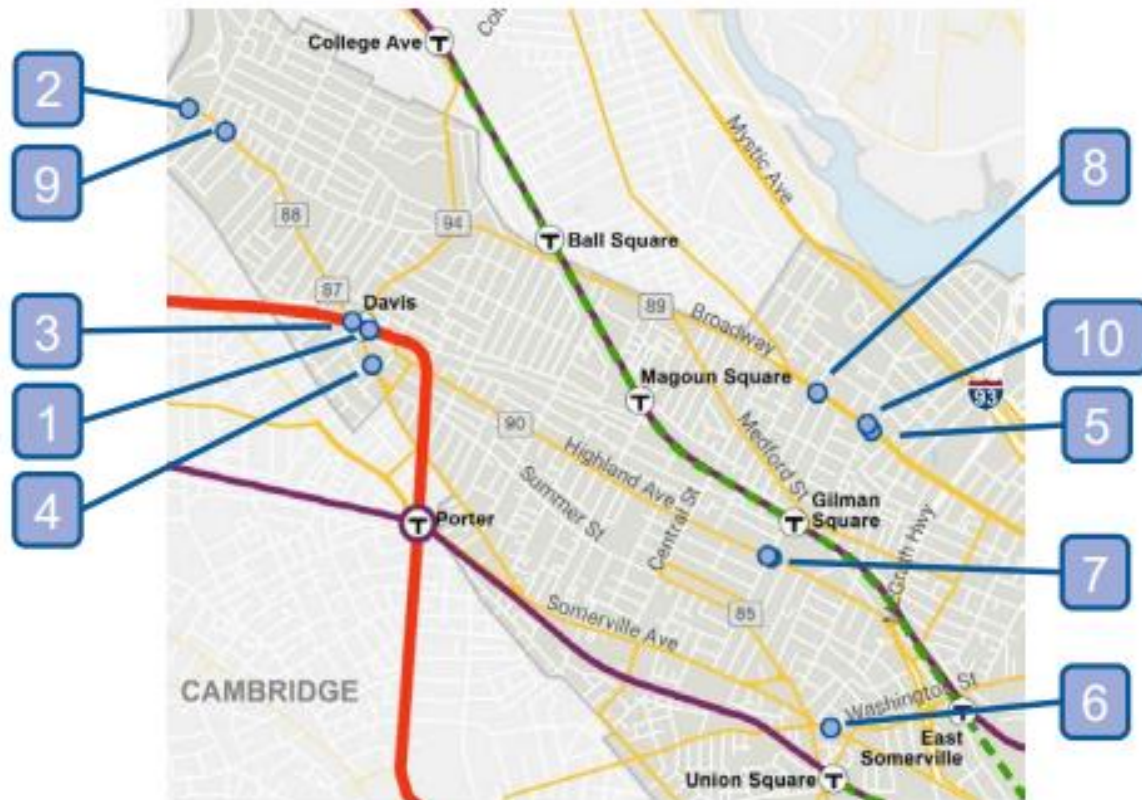 College Ave
T
Col
2
9
Mystic Ave
8
88
94
T
Ball Square
87
Davis
89
Broadway
3
10
1
Magoun Square
T
93
5
90
Highland Ave
Medford St
4
Summer St
Central St
Gilman
Square
T
T
Porter
McGrath Hwy
7
85
Somerville Ave
CAMBRIDGE
Washington St
6
T
East
Somerville
Union Square
T